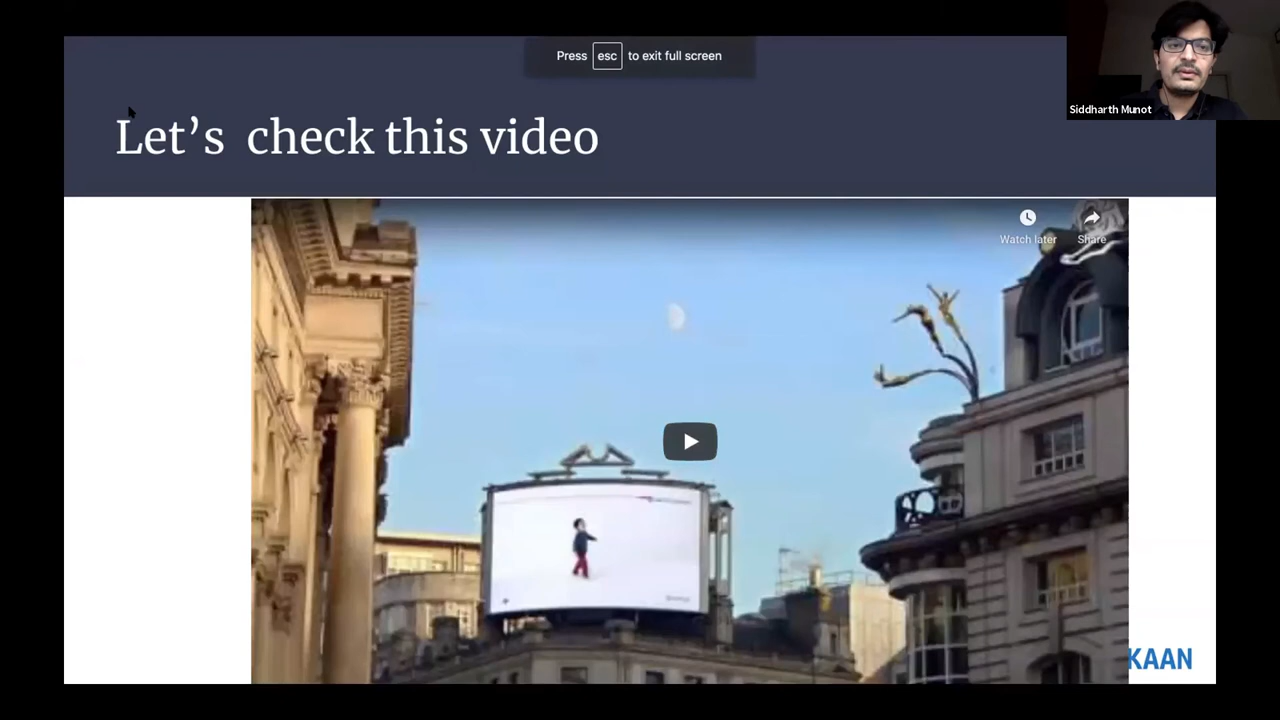 Press esc to exit full screen
Siddharth Munot
Let's  check this video
Watch later
Share
KAAN